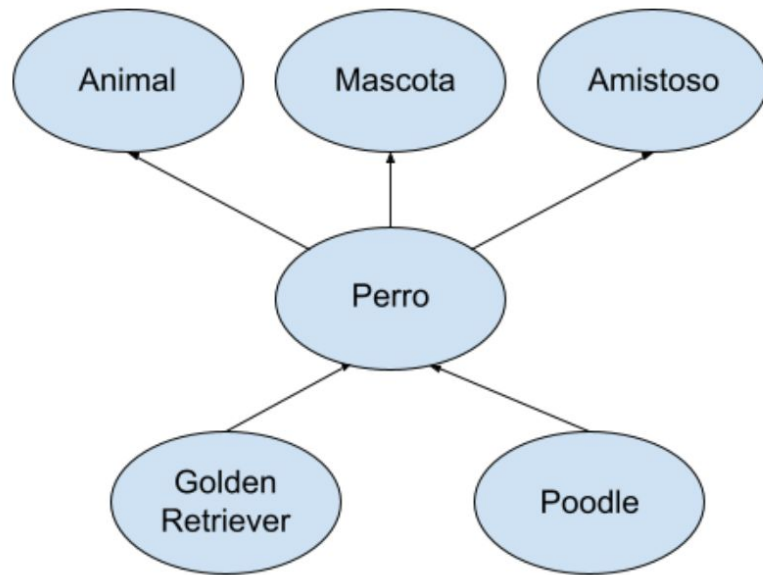 Animal
Mascota
Amistoso
Perro
Golden
Retriever
Poodle